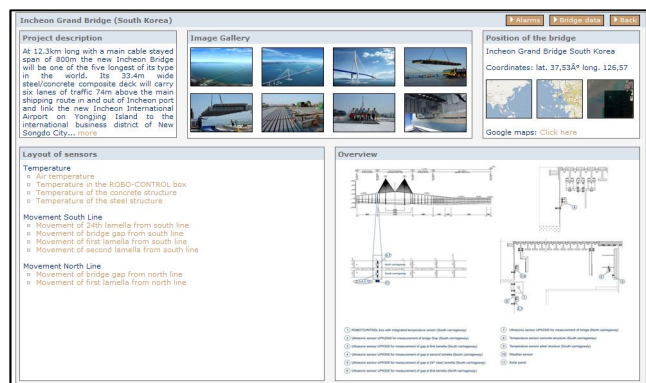 Incheon Grand Bridge (South Korea)
Alarms
Bridge data
Back
Project description
At 12.3km long with a main cable stayed
span of 800m the new Incheon Bridge
will be one of the five longest of its type
in the world. Its 33.4m wide
steel/concrete composite deck will carry
six lanes of traffic 74m above the main
shipping route in and out of Incheon port
and link the new Incheon International
Airport on Yongjing Island to the
international business district of New
Songdo City... more
Image Gallery
Position of the bridge
Incheon Grand Bridge South Korea
Coordinates: lat. 37,53Â° long. 126,57
Google maps: Click here
Layout of sensors
Temperature
Air temperature
Temperature in the ROBO-CONTROL box
Temperature of the concrete structure
Temperature of the steel structure
Movement South Line
Movement of 24th lamella from south line
Movement of bridge gap from south line
Movement of first lamella from south line
Movement of second lamella from south line
Movement North Line
Movement of bridge gap from north line
Movement of first lamella from north line
Overview